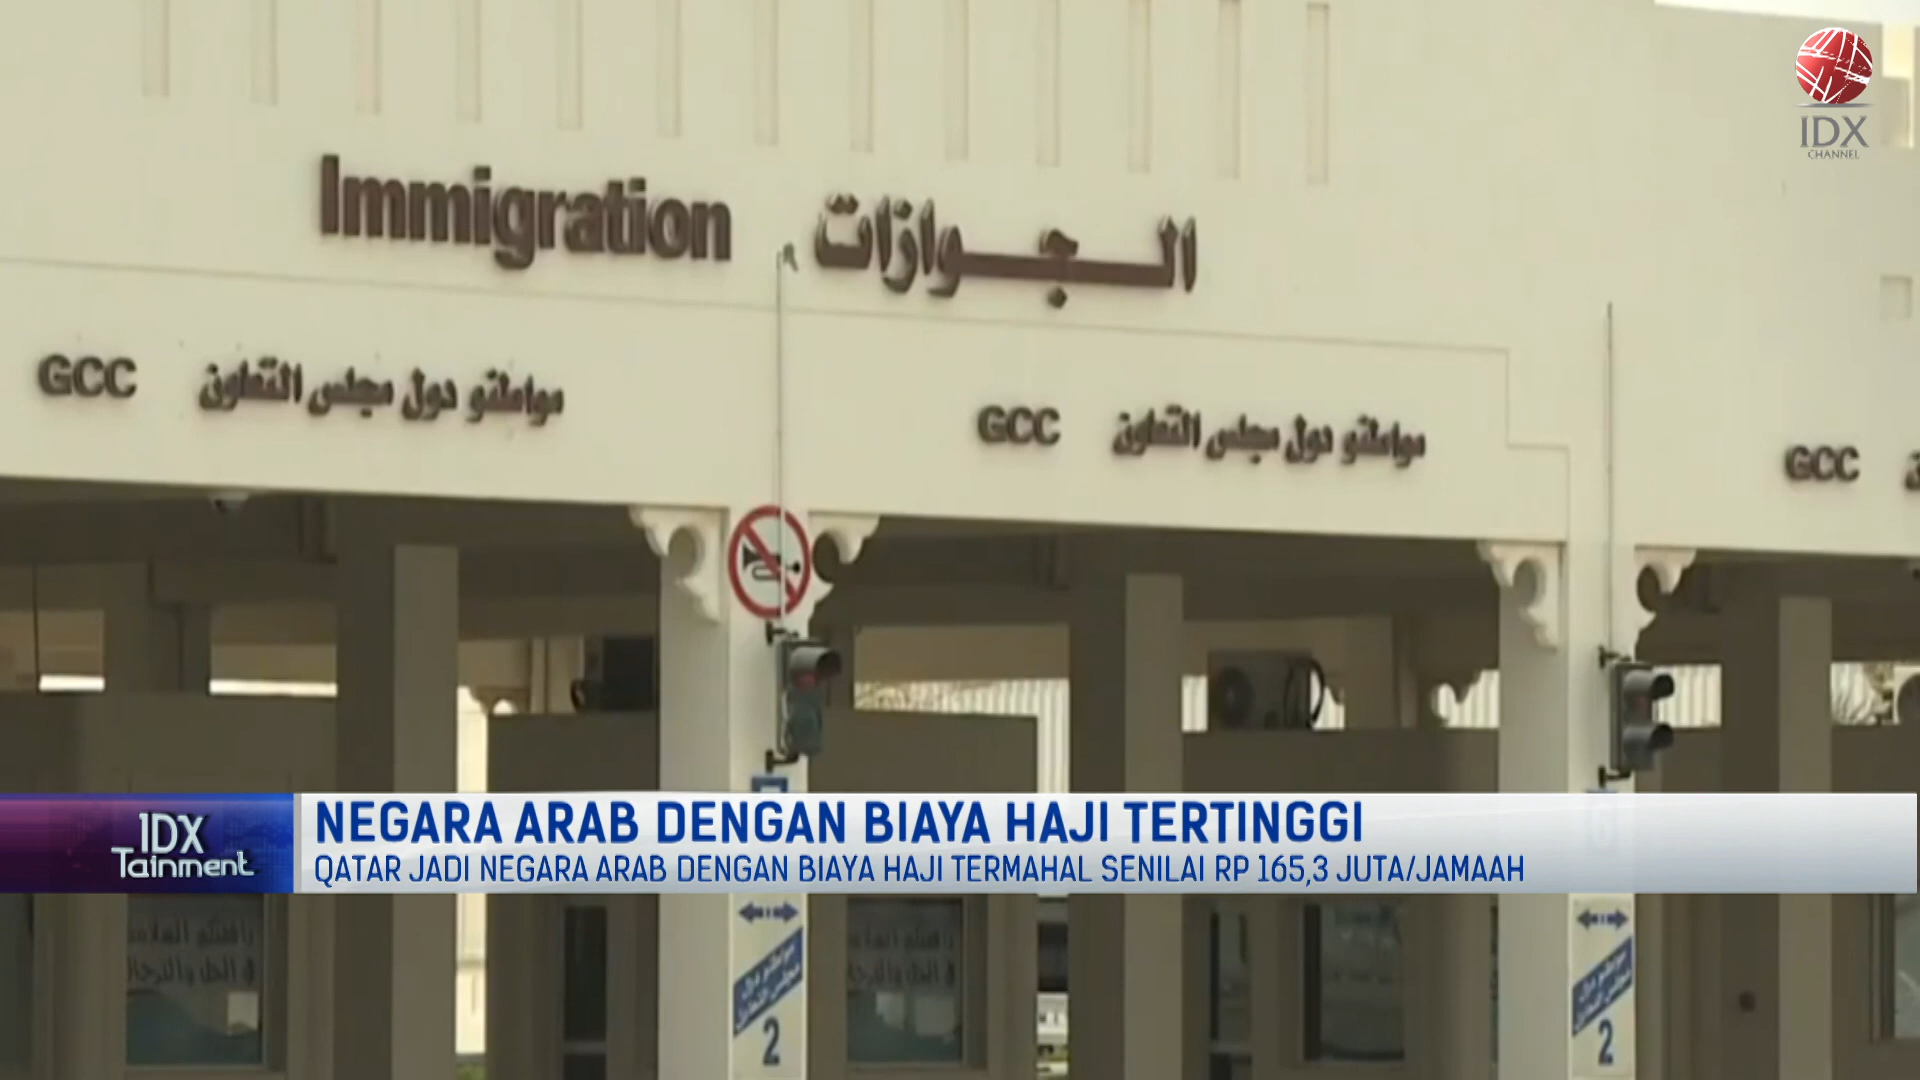 IDX
CHANNEL
Immigration الـجـوازات
GCC مواطنو دول مجلس التعاون
GCC مواطنو دول مجلس التعاون
GCC
IDX
Tainment
NEGARA ARAB DENGAN BIAYA HAJI TERTINGGI
QATAR JADI NEGARA ARAB DENGAN BIAYA HAJI TERMAHAL SENILAI RP 165,3 JUTA/JAMAAH
2
2